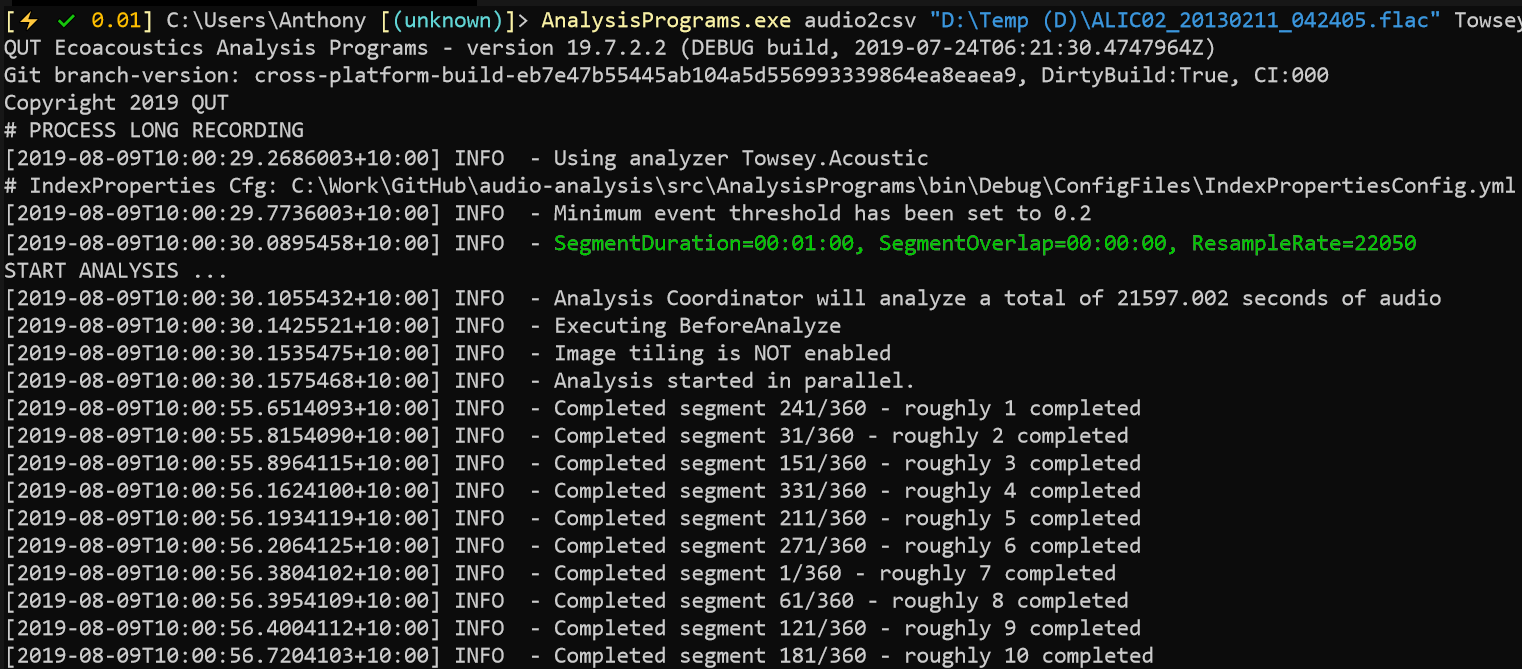 [⚡ ✓ 0.01] C:\Users\Anthony [(unknown)]> AnalysisPrograms.exe audio2csv "D:\Temp (D)\ALIC02_20130211_042405.flac" Towsey
QUT Ecoacoustics Analysis Programs - version 19.7.2.2 (DEBUG build, 2019-07-24T06:21:30.4747964Z)
Git branch-version: cross-platform-build-eb7e47b55445ab104a5d556993339864ea8eaea9, DirtyBuild:True, CI:000
Copyright 2019 QUT
# PROCESS LONG RECORDING
[2019-08-09T10:00:29.2686003+10:00] INFO  - Using analyzer Towsey.Acoustic
# IndexProperties Cfg: C:\Work\GitHub\audio-analysis\src\AnalysisPrograms\bin\Debug\ConfigFiles\IndexPropertiesConfig.yml
[2019-08-09T10:00:29.7736003+10:00] INFO  - Minimum event threshold has been set to 0.2
[2019-08-09T10:00:30.0895458+10:00] INFO  - SegmentDuration=00:01:00, SegmentOverlap=00:00:00, ResampleRate=22050
START ANALYSIS ...
[2019-08-09T10:00:30.1055432+10:00] INFO  - Analysis Coordinator will analyze a total of 21597.002 seconds of audio
[2019-08-09T10:00:30.1425521+10:00] INFO  - Executing BeforeAnalyze
[2019-08-09T10:00:30.1535475+10:00] INFO  - Image tiling is NOT enabled
[2019-08-09T10:00:30.1575468+10:00] INFO  - Analysis started in parallel.
[2019-08-09T10:00:55.6514093+10:00] INFO  - Completed segment 241/360 - roughly 1 completed
[2019-08-09T10:00:55.8154090+10:00] INFO  - Completed segment 31/360 - roughly 2 completed
[2019-08-09T10:00:55.8964115+10:00] INFO  - Completed segment 151/360 - roughly 3 completed
[2019-08-09T10:00:56.1624100+10:00] INFO  - Completed segment 331/360 - roughly 4 completed
[2019-08-09T10:00:56.1934119+10:00] INFO  - Completed segment 211/360 - roughly 5 completed
[2019-08-09T10:00:56.2064125+10:00] INFO  - Completed segment 271/360 - roughly 6 completed
[2019-08-09T10:00:56.3804102+10:00] INFO  - Completed segment 1/360 - roughly 7 completed
[2019-08-09T10:00:56.3954109+10:00] INFO  - Completed segment 61/360 - roughly 8 completed
[2019-08-09T10:00:56.4004112+10:00] INFO  - Completed segment 121/360 - roughly 9 completed
[2019-08-09T10:00:56.7204103+10:00] INFO  - Completed segment 181/360 - roughly 10 completed